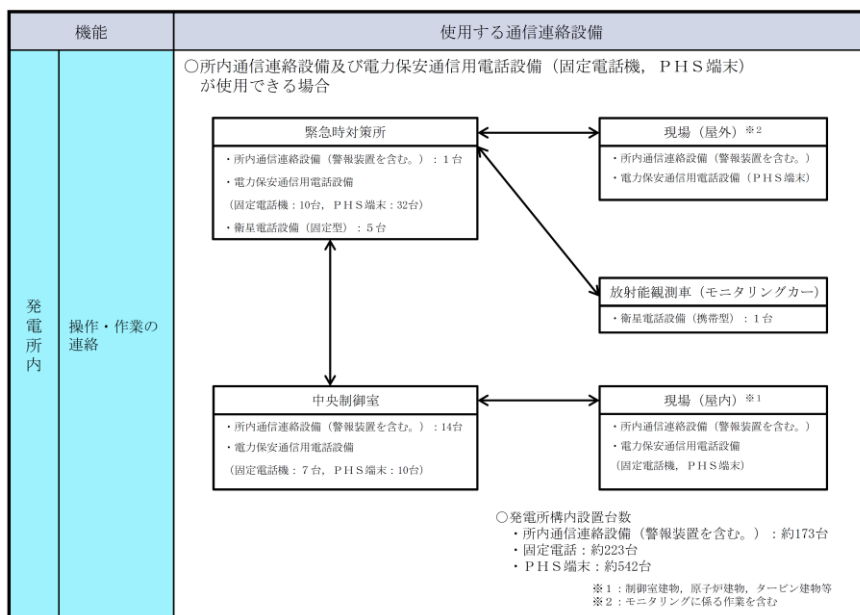 機能
使用する通信連絡設備
発電所内
操作・作業の
連絡
○所内通信連絡設備及び電力保安通信用電話設備（固定電話機，ＰＨＳ端末）
が使用できる場合
緊急時対策所
・所内通信連絡設備（警報装置を含む。）：１台
・電力保安通信用電話設備
（固定電話機：10台，ＰＨＳ端末：32台）
・衛星電話設備（固定型）：５台
現場（屋外）※２
・所内通信連絡設備（警報装置を含む。）
・電力保安通信用電話設備（ＰＨＳ端末）
放射能観測車（モニタリングカー）
・衛星電話設備（携帯型）：１台
中央制御室
・所内通信連絡設備（警報装置を含む。）：14台
・電力保安通信用電話設備
（固定電話機：７台，ＰＨＳ端末：10台）
現場（屋内）※１
・所内通信連絡設備（警報装置を含む。）
・電力保安通信用電話設備
（固定電話機，ＰＨＳ端末）
○発電所構内設置台数
・所内通信連絡設備（警報装置を含む。）：約173台
・固定電話：約223台
・ＰＨＳ端末：約542台
※１：制御室建物，原子炉建物，タービン建物等
※２：モニタリングに係る作業を含む